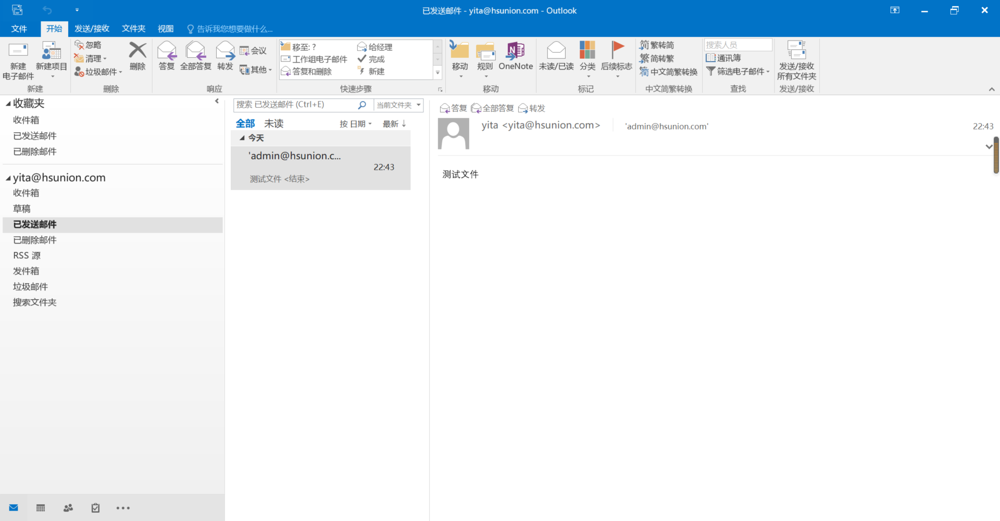 已发送邮件 - yita@hsunion.com - Outlook
文件 开始 发送/接收 文件夹 视图 告诉我您想要做什么...
新建
电子邮件
新建项目
新建
忽略
清理
垃圾邮件
删除
删除
答复
全部答复
转发
会议
其他
响应
移至: ?
工作组电子邮件
答复和删除
给经理
完成
新建
快速步骤
移动
规则
OneNote
移动
未读/已读
分类
后续标志
标记
繁转简
简转繁
中文简繁转换
中文简繁转换
搜索人员
通讯簿
筛选电子邮件
查找
发送/接收
所有文件夹
发送/接收
收藏夹
收件箱
已发送邮件
已删除邮件
yita@hsunion.com
收件箱
草稿
已发送邮件
已删除邮件
RSS 源
发件箱
垃圾邮件
搜索文件夹
搜索 已发送邮件 (Ctrl+E)
当前文件夹
全部 未读 按 日期 最新 ↓
今天
'admin@hsunion.c...
22:43
测试文件 <结束>
答复 全部答复 转发
yita <yita@hsunion.com>
'admin@hsunion.com'
22:43
测试文件